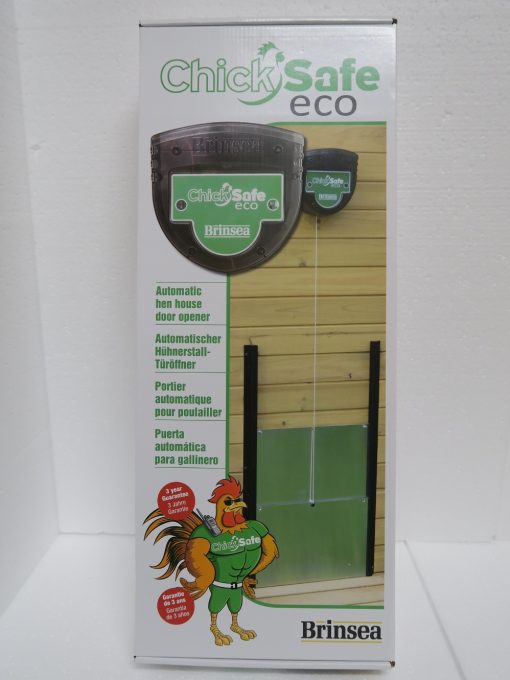 ChickSafe
eco
Brinsea
ChickSafe
eco
Brinsea
ChickSafe
eco
Brinsea
Automatic
hen house
door opener
Automatischer
Hühnerstall-
Türöffner
Portier
automatique
pour poulailler
Puerta
automática
para gallinero
3 year
Guarantee
3 Jahre
Garantie
ChickSafe
Garantie
de 3 ans
Garantía
de 3 años
Brinsea